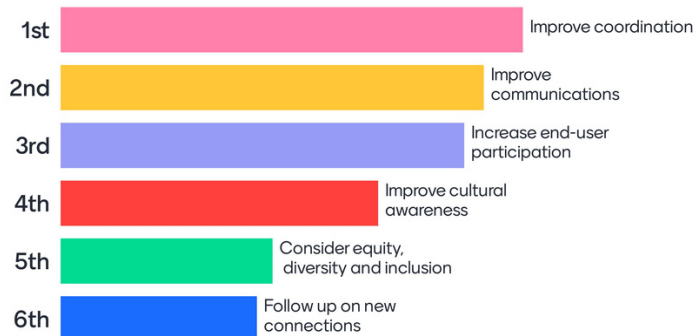 1st
Improve coordination
2nd
Improve
communications
3rd
Increase end-user
participation
4th
Improve cultural
awareness
5th
Consider equity,
diversity and inclusion
6th
Follow up on new
connections